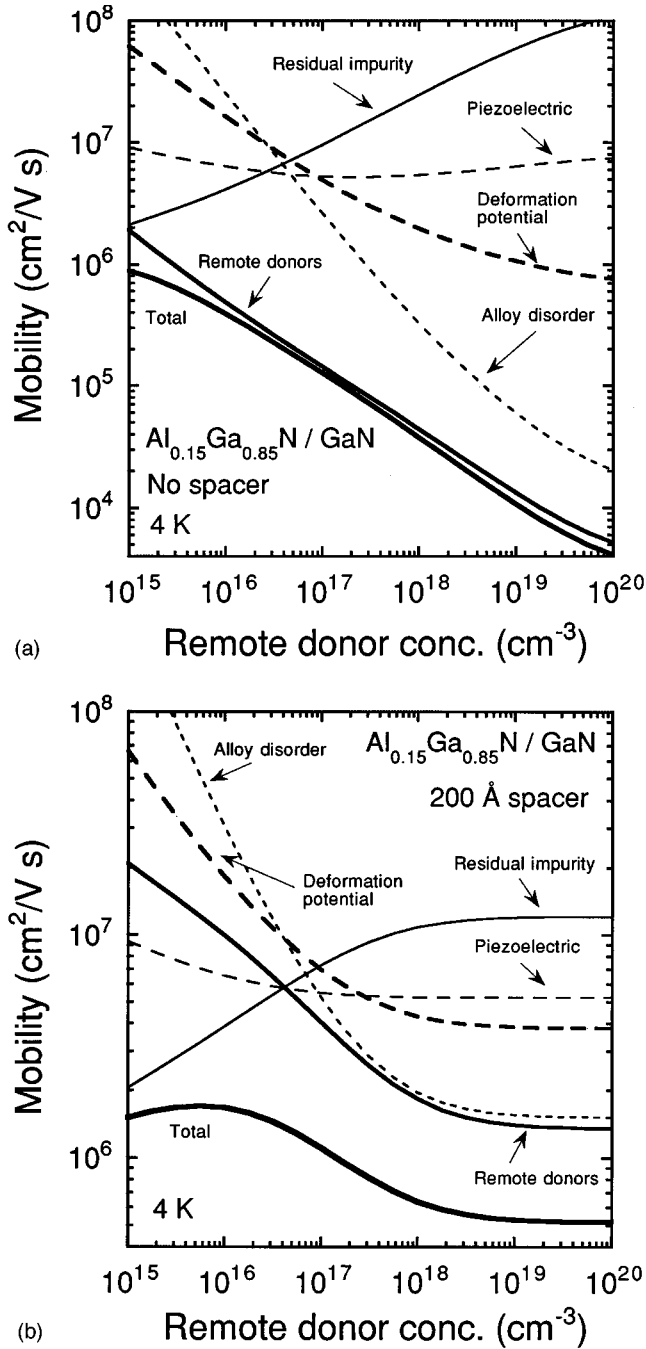 10^8
Residual impurity
Piezoelectric
10^7
Deformation
potential
Mobility (cm^2/V s)
10^6
Remote donors
Total
Alloy disorder
10^5
Al_0.15Ga_0.85N / GaN
No spacer
10^4
4 K
10^15 10^16 10^17 10^18 10^19 10^20
(a) Remote donor conc. (cm^-3)
10^8
Alloy disorder
Al_0.15Ga_0.85N / GaN
200 Å spacer
Residual impurity
Deformation
potential
10^7
Piezoelectric
Mobility (cm^2/V s)
Total
10^6
Remote donors
4 K
10^15 10^16 10^17 10^18 10^19 10^20
(b) Remote donor conc. (cm^-3)